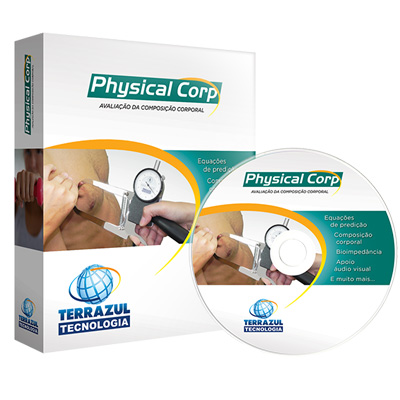 Physical Corp
Physical Corp
AVALIAÇÃO DA COMPOSIÇÃO CORPORAL
Equações
de pred
TERRAZUL
TECNOLOGIA
Physical Corp
AVALIAÇÃO DA COMPOSIÇÃO CORPORAL
Equações
de predição
Composição
corporal
Bioimpedância
Apoio
áudio visual
E muito mais...
TERRAZUL
TECNOLOGIA